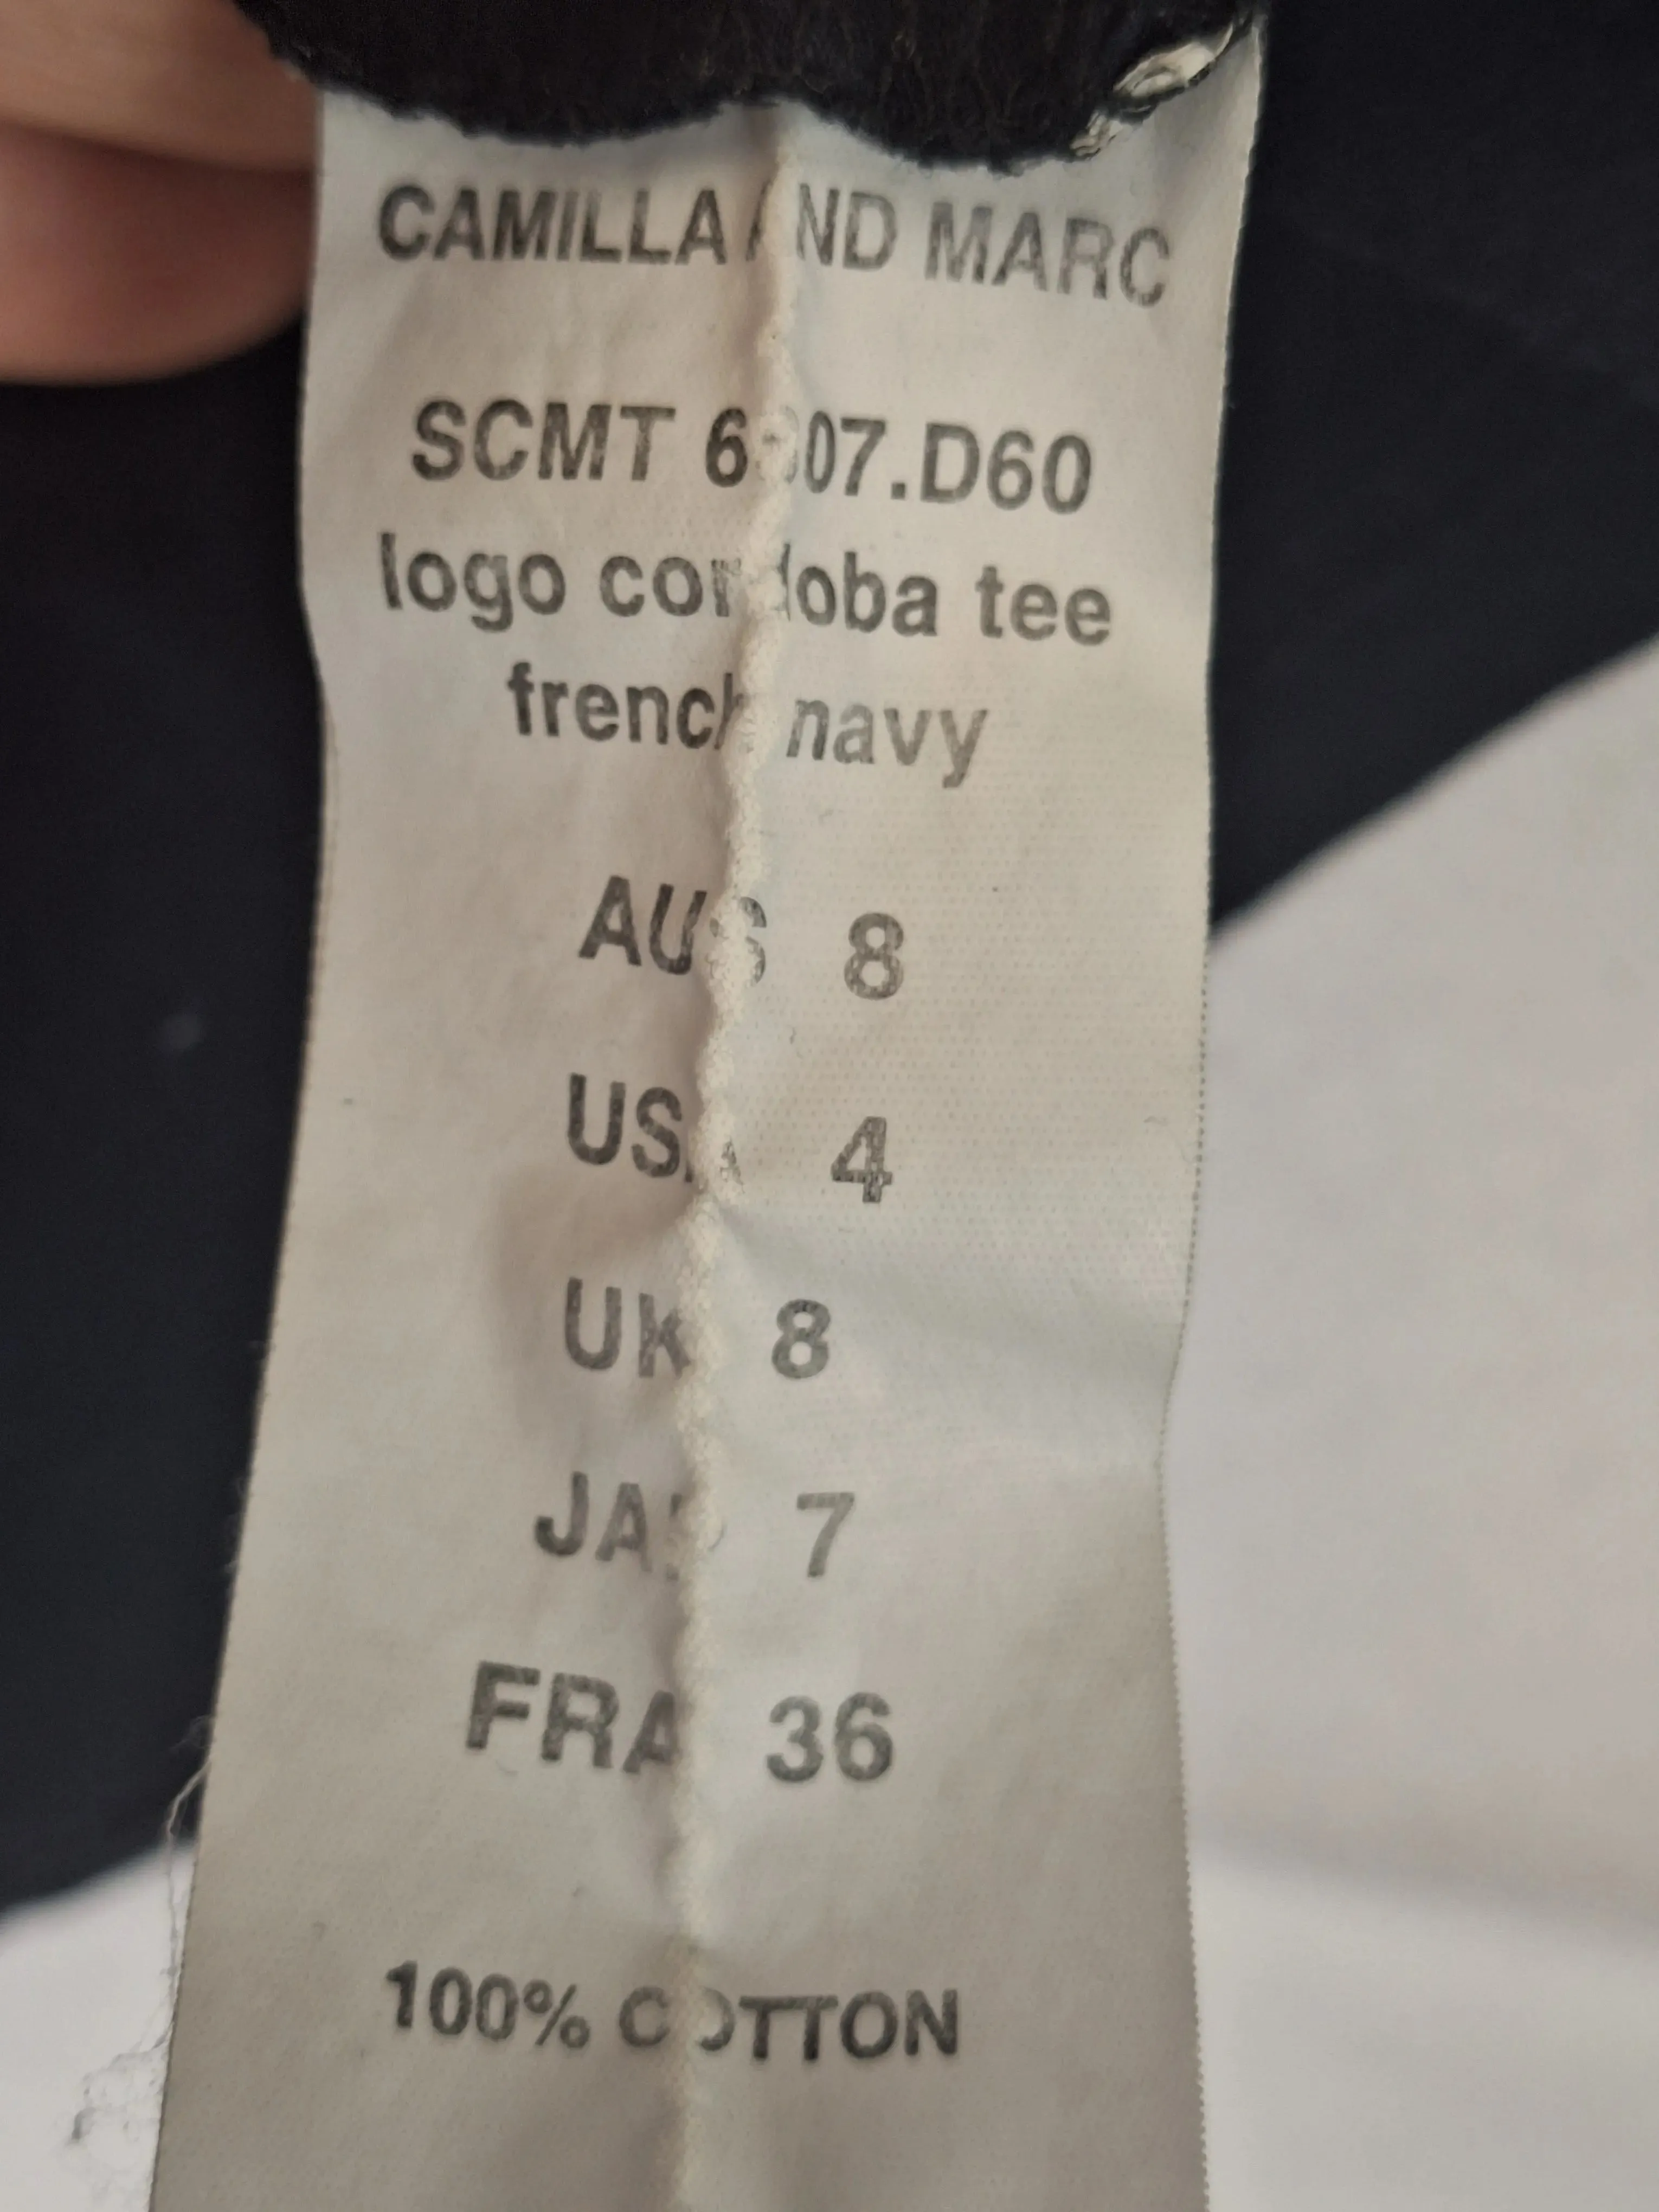 CAMILLA AND MARC
SCMT
logo cordoba tee
french navy
AUS 8
USA 4
UK 8
JAP 7
FRA 36
100% COTTON